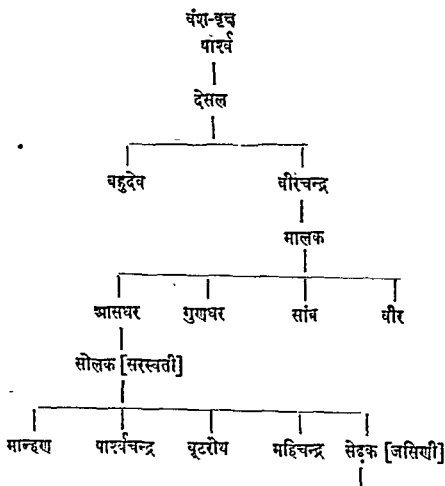 वंश-वृक्ष
पार्श्व
देसल
बहुदेव वीरचन्द्र
मालक
आसधर गुणधर सांब वीर
सोलक [सरस्वती]
मान्हण पार्श्वचन्द्र बूटरोय महिचन्द्र सेढ़क [जसिणी]